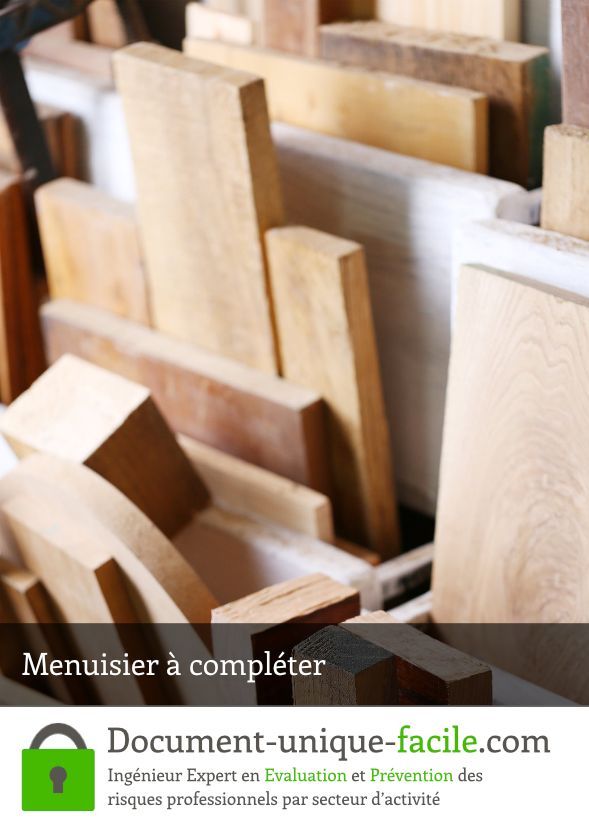 Menuisier à compléter
Document-unique-facile.com
Ingénieur Expert en Evaluation et Prévention des
risques professionnels par secteur d'activité